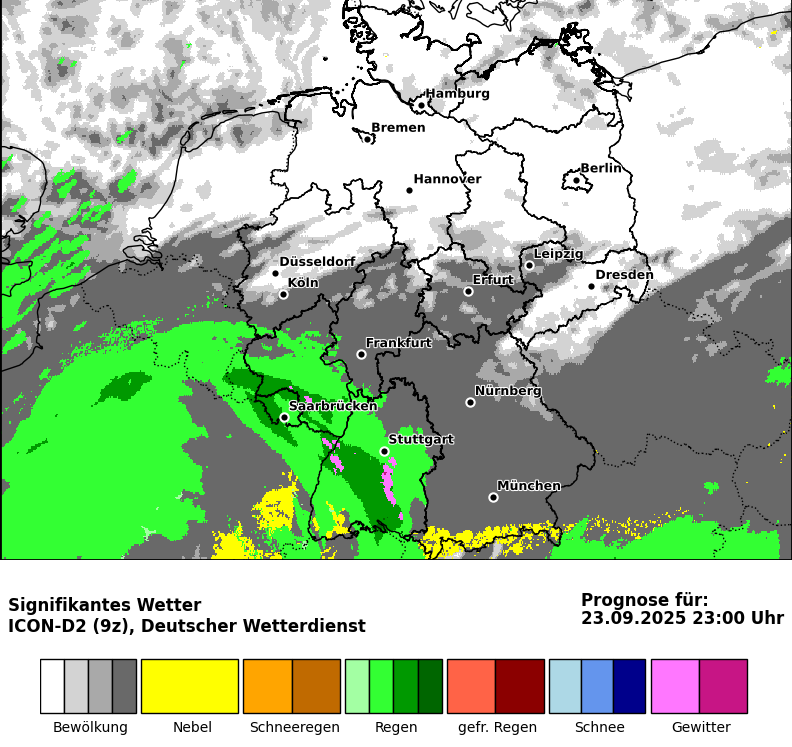 Hamburg
Bremen
Berlin
Hannover
Leipzig
Düsseldorf
Dresden
Köln
Erfurt
Frankfurt
Nürnberg
Saarbrücken
Stuttgart
München
Signifikantes Wetter
ICON-D2 (9z), Deutscher Wetterdienst
Prognose für:
23.09.2025 23:00 Uhr
Bewölkung Nebel Schneeregen Regen gefr. Regen Schnee Gewitter